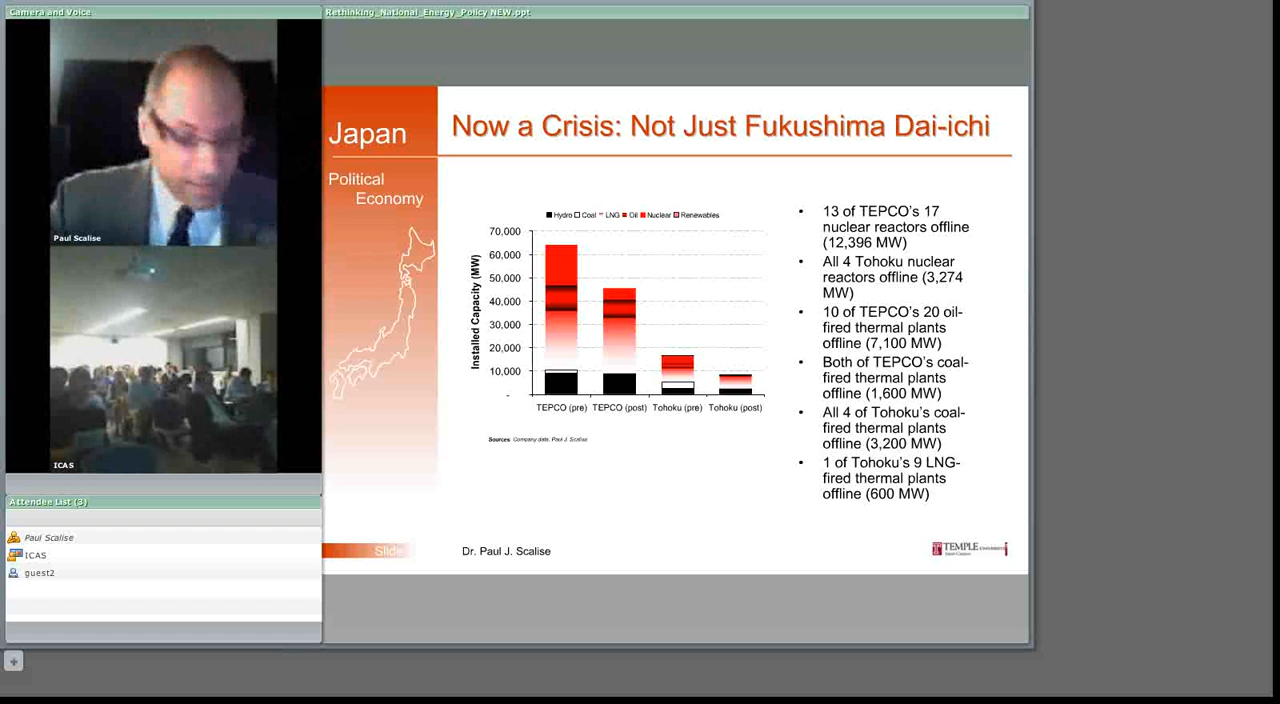 Camera and Voice
Rethinking_National_Energy_Policy NEW.ppt
Paul Scalise
ICAS
Attendee List (3)
Paul Scalise
ICAS
guest2
Japan
Political
Economy
Now a Crisis: Not Just Fukushima Dai-ichi
Hydro Coal LNG Oil Nuclear Renewables
Installed Capacity (MW)
70,000
60,000
50,000
40,000
30,000
20,000
10,000
-
TEPCO (pre) TEPCO (post) Tohoku (pre) Tohoku (post)
Sources: Company data, Paul J. Scalise
• 13 of TEPCO's 17
nuclear reactors offline
(12,396 MW)
• All 4 Tohoku nuclear
reactors offline (3,274
MW)
• 10 of TEPCO's 20 oil-
fired thermal plants
offline (7,100 MW)
• Both of TEPCO's coal-
fired thermal plants
offline (1,600 MW)
• All 4 of Tohoku's coal-
fired thermal plants
offline (3,200 MW)
• 1 of Tohoku's 9 LNG-
fired thermal plants
offline (600 MW)
Slide
Dr. Paul J. Scalise
TEMPLE UNIVERSITY